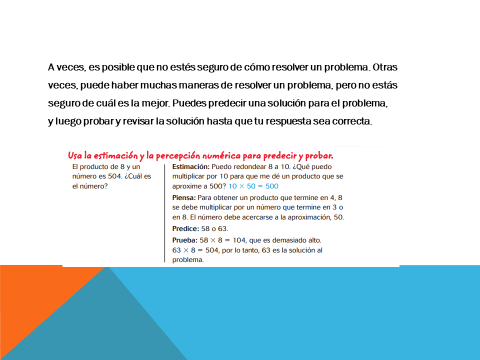 A veces, es posible que no estés seguro de cómo resolver un problema. Otras
veces, puede haber muchas maneras de resolver un problema, pero no estás
seguro de cuál es la mejor. Puedes predecir una solución para el problema,
y luego probar y revisar la solución hasta que tu respuesta sea correcta.
Usa la estimación y la percepción numérica para predecir y probar.
El producto de 8 y un
número es 504. ¿Cuál es
el número?
Estimación: Puedo redondear 8 a 10. ¿Qué puedo
multiplicar por 10 para que me dé un producto que se
aproxime a 500? 10 × 50 = 500
Piensa: Para obtener un producto que termine en 4, 8
se debe multiplicar por un número que termine en 3 o
en 8. El número debe acercarse a la aproximación, 50.
Predice: 58 o 63.
Prueba: 58 × 8 = 104, que es demasiado alto.
63 × 8 = 504, por lo tanto, 63 es la solución al
problema.